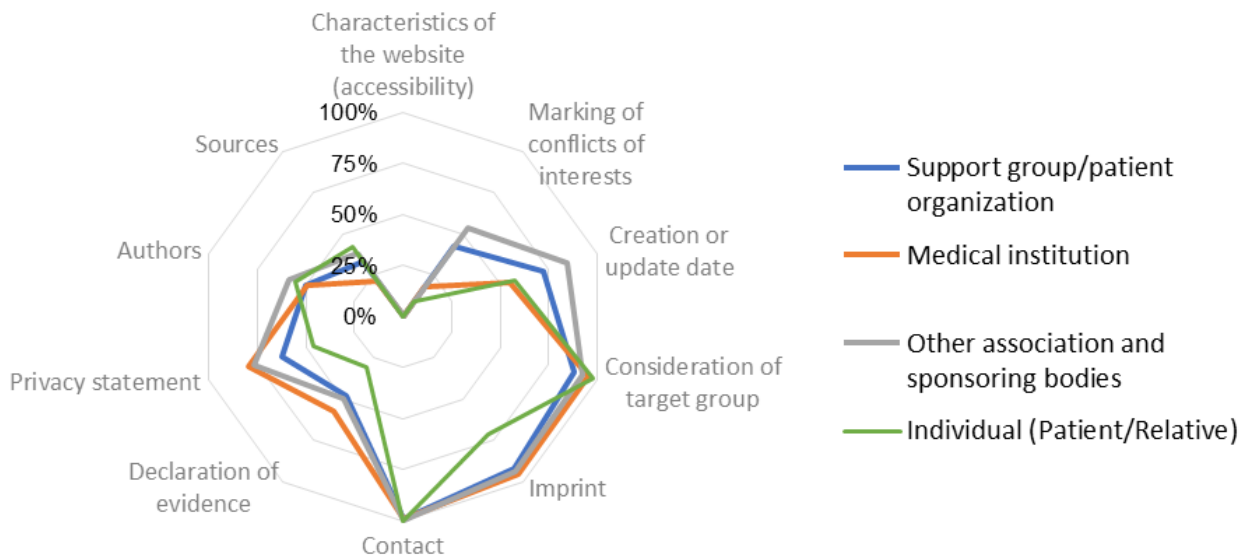 Characteristics of
the website
(accessibility)
100%
75%
50%
25%
0%
Marking of
conflicts of
interests
Creation or
update date
Consideration of
target group
Imprint
Contact
Declaration of
evidence
Privacy statement
Authors
Sources
Support group/patient
organization
Medical institution
Other association and
sponsoring bodies
Individual (Patient/Relative)